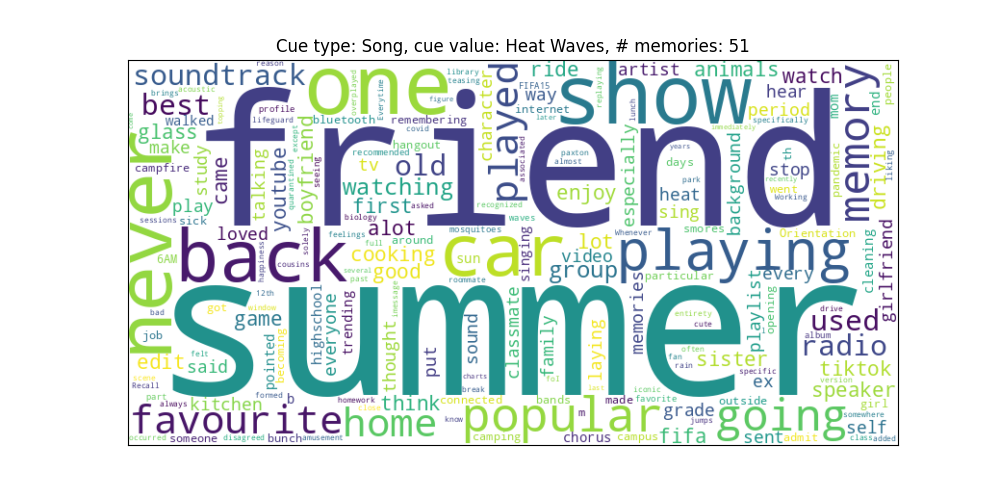 Cue type: Song, cue value: Heat Waves, # memories: 51
soundtrack
one
ride
artist animals
watch
show
friend
played
memory
best
walked
glass
make
study
came
talking
youtube
boyfriend
bluetooth remembering
hangout
tv
old
watching
first asked
alot
character
FIFA15
way
internet
later
library
teasing
figure
overplayed
Everytime
acoustic
brings
reason
profile
lifeguard
except
covid
quarantined
seeing
recommended
replaying
lunch
hear
period
specifically
immediately
mom
end
people
paxton
almost
years
park
days
heat
sing
smores
background
th
stop
went
Working
recently
pandemic
driving
liking
class
especially
enjoy
associated
recognized
waves
mosquitoes
never
campfire
play
sessions sick
loved
biology
feelings
solely
cousins
happiness
full
around
cooking
good
several
past
back
car
sun
singing
lot
video
group
playing
Whenever
Orientation
every
particular
cleaning
girlfriend
6AM
summer
bad
job
got
window
12th
game
edit
said
felt
Recall
scene
part
pointed
becoming
highschool
everyone
trending
imessage
roommate
thought
put
sound
charts
break
classmate
family
fol
laying
memories
entirety
cute
often
fan
rain
sister
specific
playlist
opening
ex
drive
used
album
radio
tiktok
version
speaker
girl
somewhere
added
favourite
kitchen
always
occurred someone disagreed
formed b
bunch amusement
homework
home
think
close
connected
know
popular
bands
last
made
m
camping
chorus campus
iconic
favorite
grade
jumps
fifa
outside
going
sent admit
self